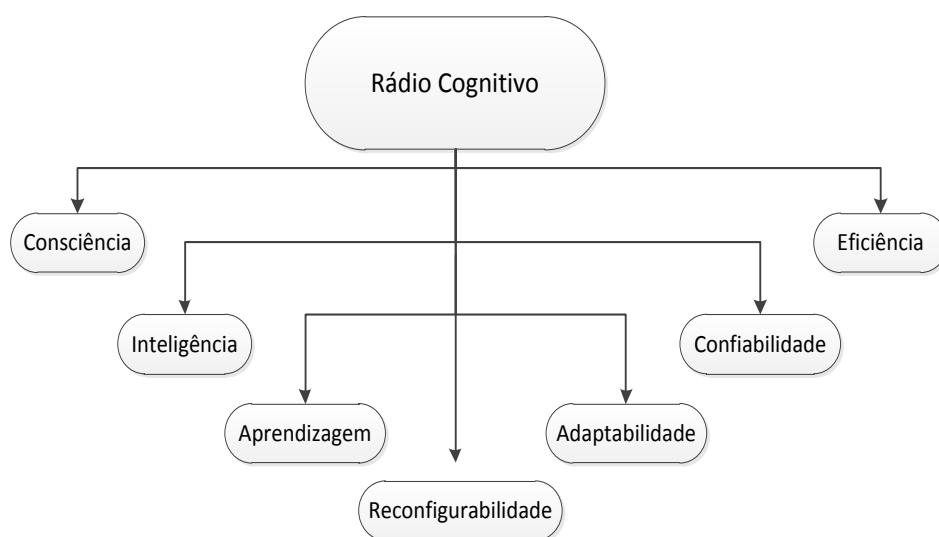 Rádio Cognitivo
Consciência
Eficiência
Inteligência
Confiabilidade
Aprendizagem
Adaptabilidade
Reconfigurabilidade